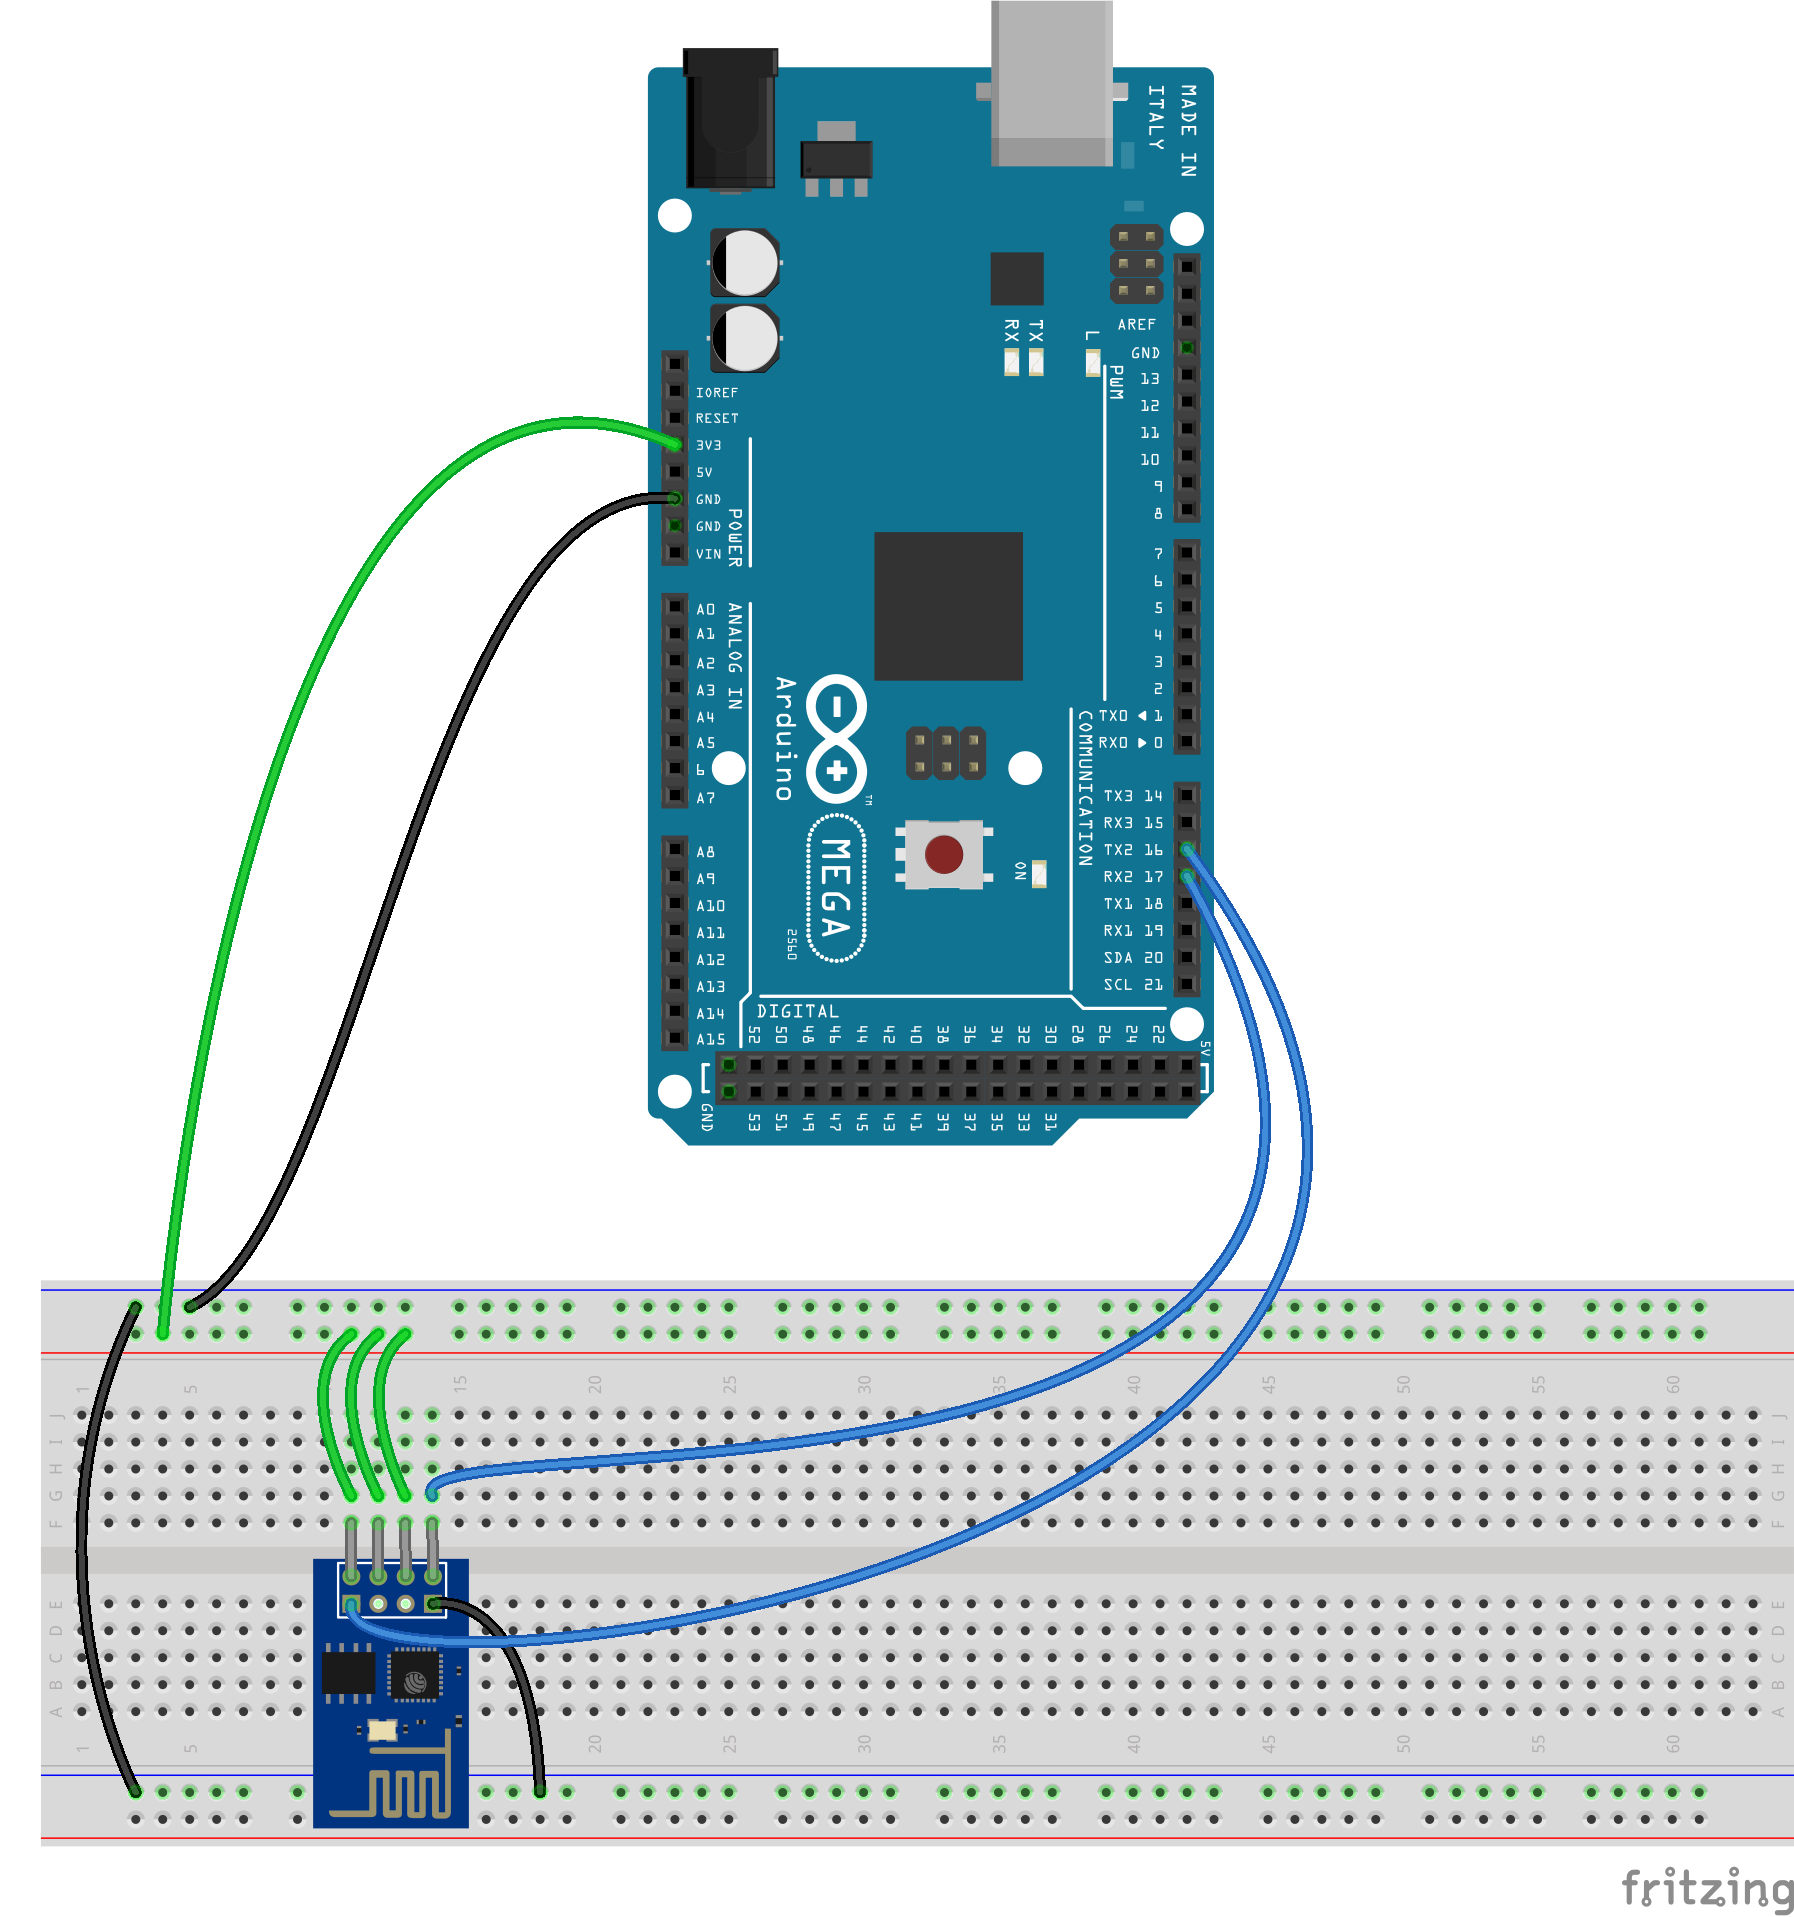 MADE IN
ITALY
RX
TX
L
AREF
GND
PWM
13
12
11
10
9
8
7
6
5
4
3
2
TX0 ◀ 1
RX0 ▶ 0
IOREF
RESET
3V3
5V
GND
GND
VIN
POWER
A0
A1
A2
A3
A4
A5
6
A7
ANALOG IN
A8
A9
A10
A11
A12
A13
A14
A15
Arduino
TM
MEGA
2560
ON
COMMUNICATION
TX3 14
RX3 15
TX2 16
RX2 17
TX1 18
RX1 19
SDA 20
SCL 21
DIGITAL
52 50 48 46 44 42 40 38 36 34 32 30 28 26 24 22
5V
GND
53 51 49 47 45 43 41 39 37 35 33 31
1 5 15 20 25 30 35 40 45 50 55 60
J J
I I
H H
G G
F F
E E
D D
C C
B B
A A
1 5 20 25 30 35 40 45 50 55 60
fritzing